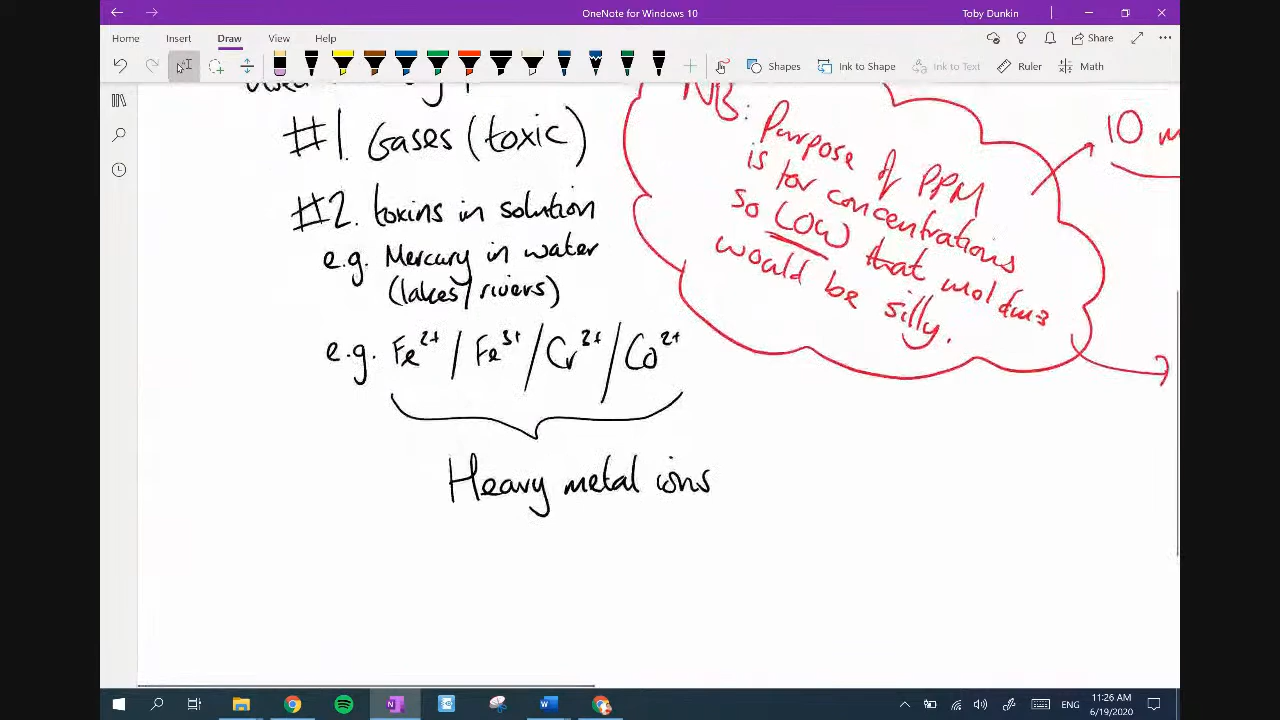 OneNote for Windows 10
Toby Dunkin
Home Insert Draw View Help
Share
Shapes
Ink to Shape
Ink to Text
Ruler
Math
#1. Gases (toxic)
#2. toxins in solution
e.g. Mercury in water
(lakes/rivers)
e.g. Fe²⁺ / Fe³⁺ / Cr³⁺ / Co²⁺
Heavy metal ions
NB: Purpose of PPM
is for concentrations
so LOW that mol dm⁻³
would be silly.
10
11:26 AM
ENG
6/19/2020